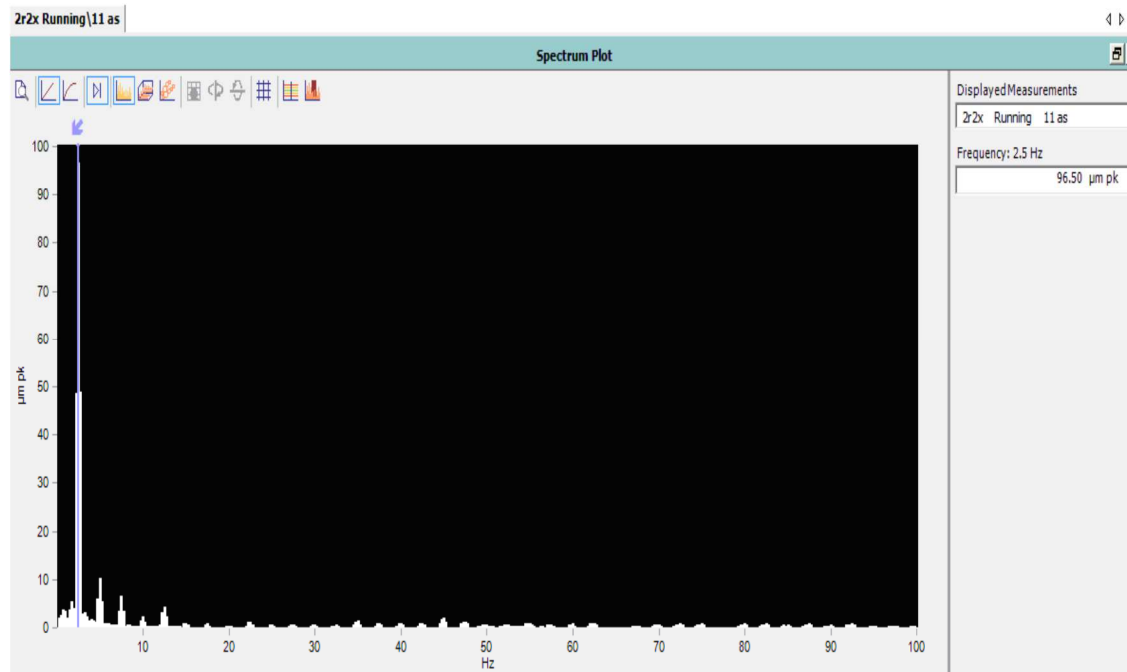 2r2x Running\11 as
Spectrum Plot
Displayed Measurements
2r2x Running 11 as
Frequency: 2.5 Hz
96.50 µm pk
100
90
80
70
60
50
40
30
20
10
0
µm pk
10 20 30 40 50 60 70 80 90 100
Hz